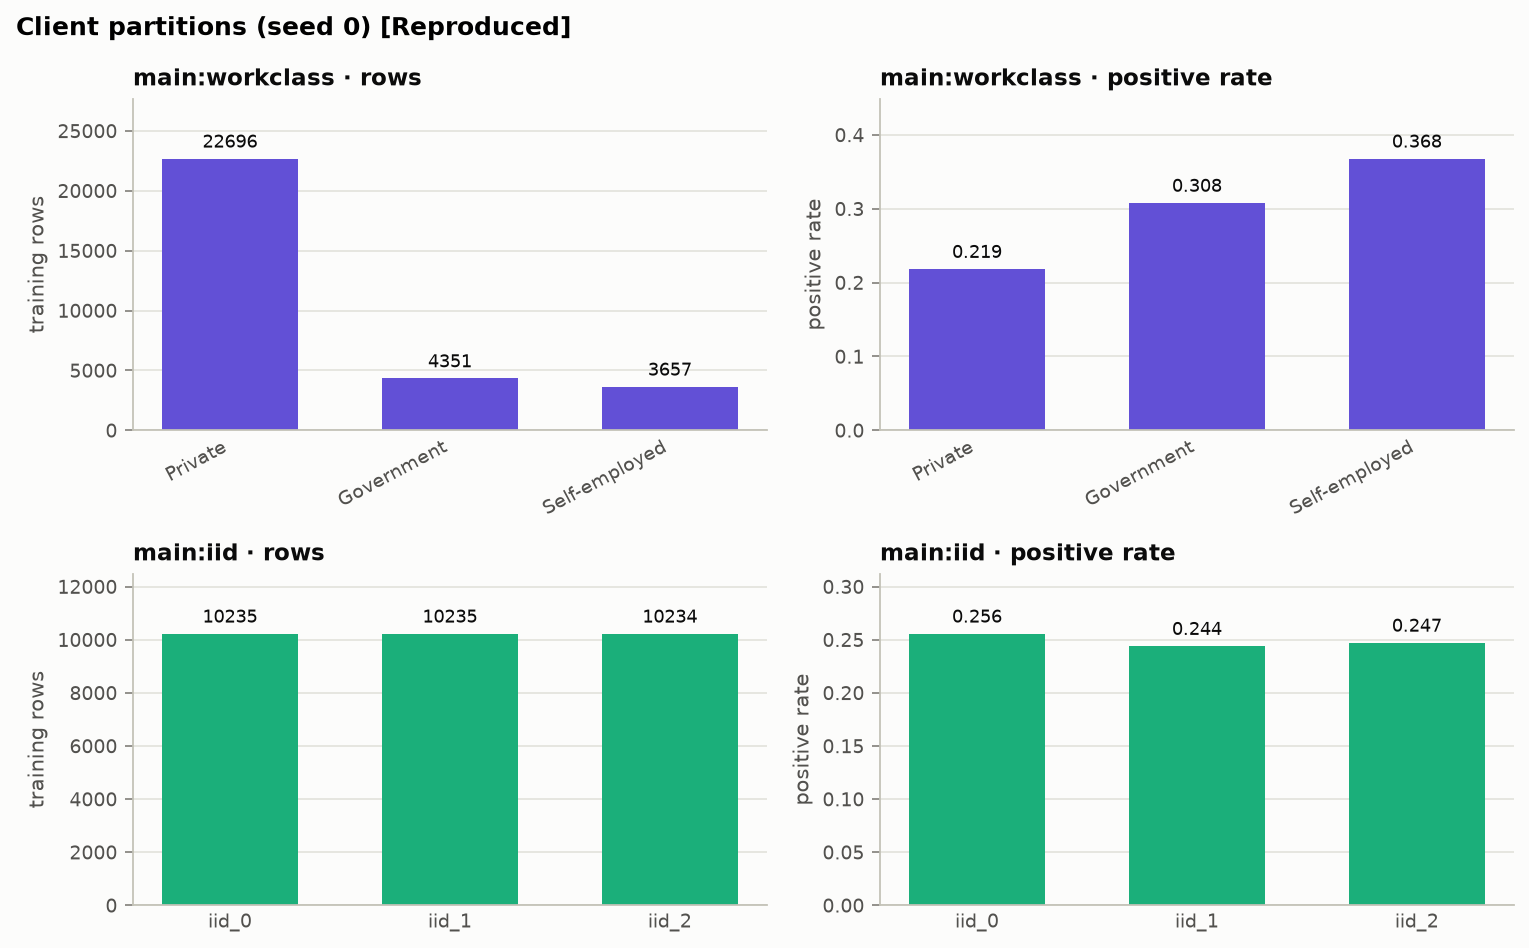 Client partitions (seed 0) [Reproduced]
main:workclass · rows
training rows
25000
20000
15000
10000
5000
0
22696
4351
3657
Private
Government
Self-employed
main:workclass · positive rate
positive rate
0.4
0.3
0.2
0.1
0.0
0.219
0.308
0.368
Private
Government
Self-employed
main:iid · rows
training rows
12000
10000
8000
6000
4000
2000
0
10235
10235
10234
iid_0
iid_1
iid_2
main:iid · positive rate
positive rate
0.30
0.25
0.20
0.15
0.10
0.05
0.00
0.256
0.244
0.247
iid_0
iid_1
iid_2